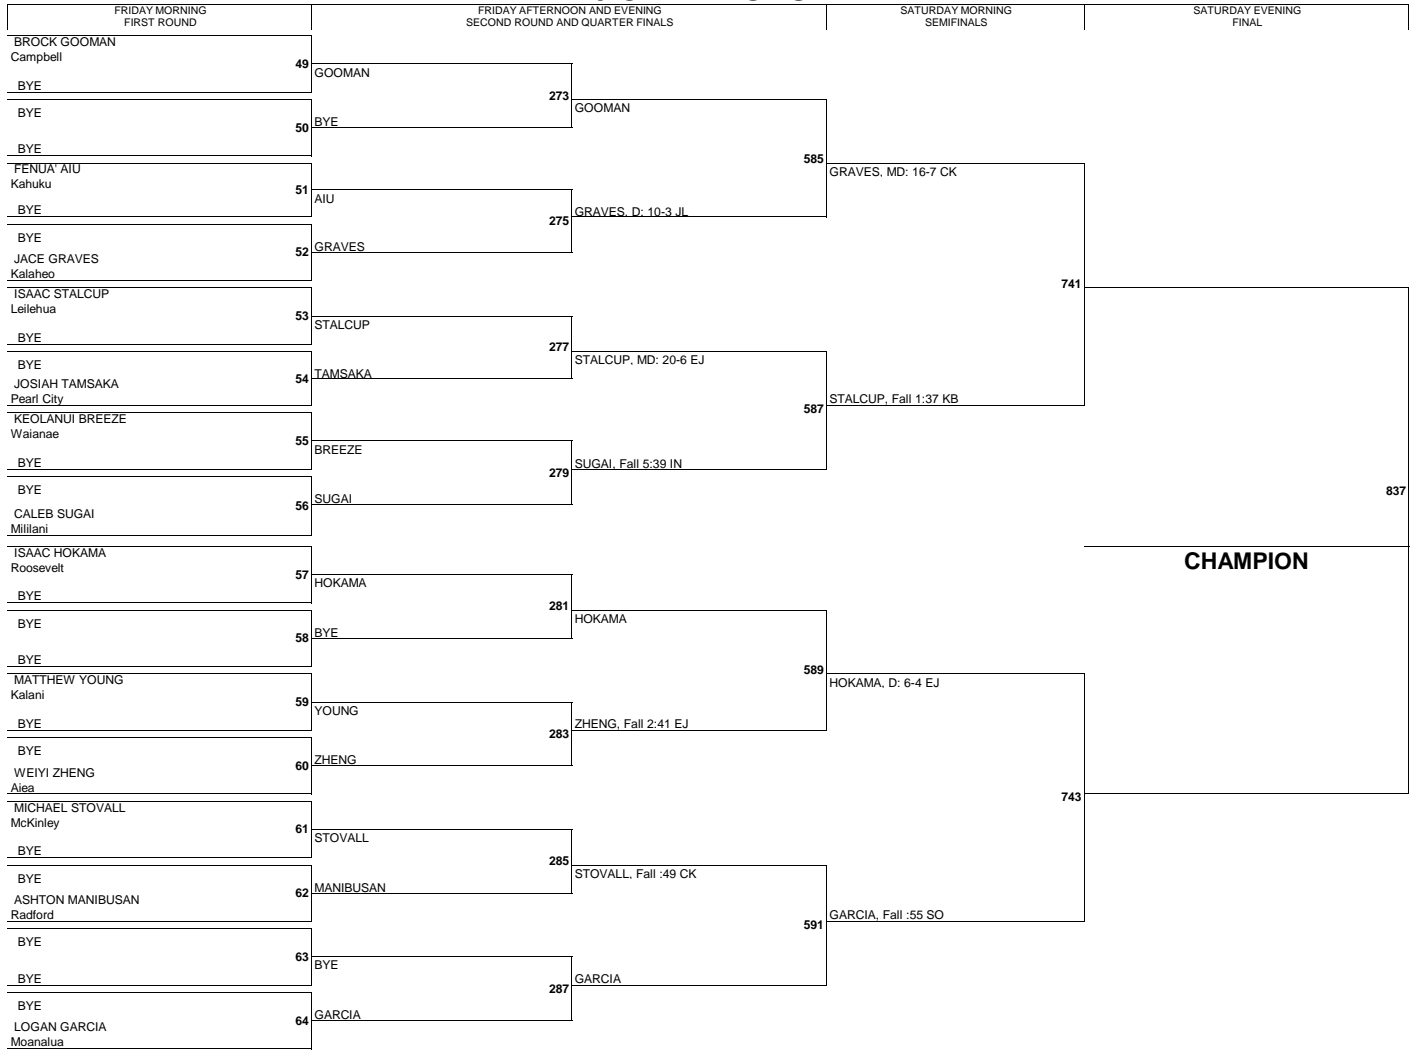 FRIDAY MORNING
FIRST ROUND
FRIDAY AFTERNOON AND EVENING
SECOND ROUND AND QUARTER FINALS
SATURDAY MORNING
SEMIFINALS
SATURDAY EVENING
FINAL
BROCK GOOMAN
Campbell
49
GOOMAN
BYE
273
GOOMAN
BYE
50
BYE
BYE
585
GRAVES, MD: 16-7 CK
FENUA' AIU
Kahuku
51
AIU
BYE
275
GRAVES, D: 10-3 JL
BYE
52
GRAVES
JACE GRAVES
Kalaheo
741
ISAAC STALCUP
Leilehua
53
STALCUP
BYE
277
STALCUP, MD: 20-6 EJ
BYE
54
TAMSAKA
JOSIAH TAMSAKA
Pearl City
587
STALCUP, Fall 1:37 KB
KEOLANUI BREEZE
Waianae
55
BREEZE
BYE
279
SUGAI, Fall 5:39 IN
BYE
56
SUGAI
CALEB SUGAI
Mililani
837
CHAMPION
ISAAC HOKAMA
Roosevelt
57
HOKAMA
BYE
281
HOKAMA
BYE
58
BYE
BYE
589
HOKAMA, D: 6-4 EJ
MATTHEW YOUNG
Kalani
59
YOUNG
BYE
283
ZHENG, Fall 2:41 EJ
BYE
60
ZHENG
WEIYI ZHENG
Aiea
743
MICHAEL STOVALL
McKinley
61
STOVALL
BYE
285
STOVALL, Fall :49 CK
BYE
62
MANIBUSAN
ASHTON MANIBUSAN
Radford
591
GARCIA, Fall :55 SO
BYE
63
BYE
BYE
287
GARCIA
BYE
64
GARCIA
LOGAN GARCIA
Moanalua